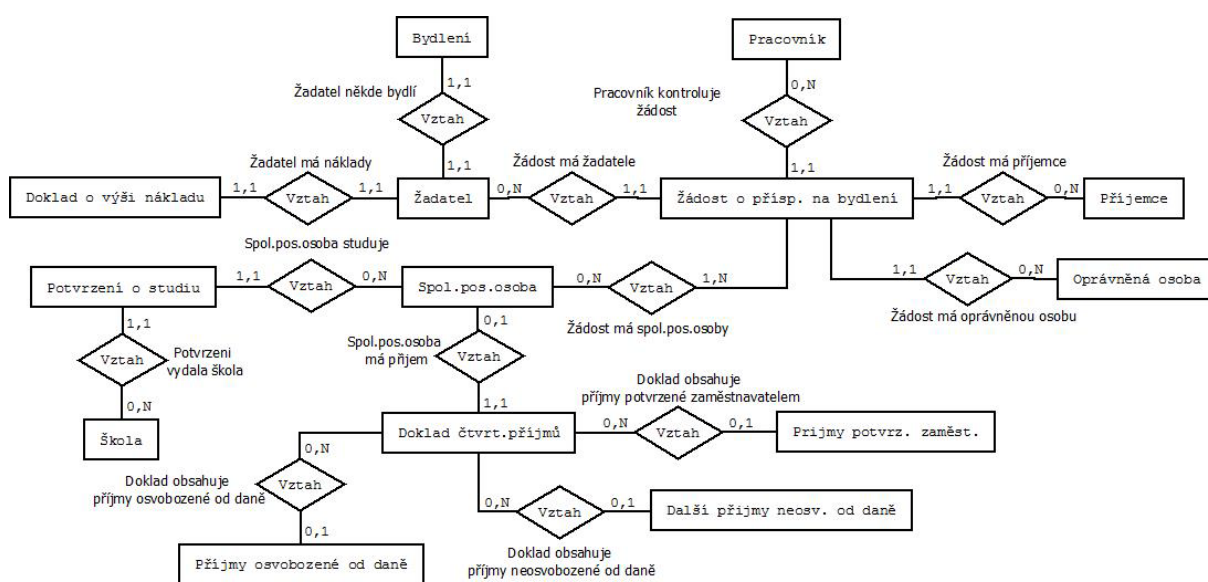 Bydlení
Pracovník
1,1
0,N
Žadatel někde bydlí
Vztah
Pracovník kontroluje
žádost
Vztah
1,1
1,1
Žadatel má náklady
Žádost má žadatele
Žádost má příjemce
Doklad o výši nákladu
1,1
Vztah
1,1
Žadatel
0,N
Vztah
1,1
Žádost o přísp. na bydlení
1,1
Vztah
0,N
Příjemce
Spol.pos.osoba studuje
Potvrzení o studiu
1,1
Vztah
0,N
Spol.pos.osoba
0,N
Vztah
1,N
1,1
Vztah
0,N
Oprávněná osoba
Žádost má spol.pos.osoby
Žádost má oprávněnou osobu
1,1
Vztah
Potvrzeni
vydala škola
0,N
Škola
0,1
Spol.pos.osoba
má přjem
Vztah
1,1
Doklad čtvrt.příjmů
Doklad obsahuje
příjmy potvrzené zaměstnavatelem
0,N
Vztah
0,1
Prijmy potvrz. zaměst.
0,N
Doklad obsahuje
příjmy osvobozené od daně
Vztah
0,1
Příjmy osvobozené od daně
0,N
Vztah
0,1
Další přijmy neosv. od daně
Doklad obsahuje
příjmy neosvobozené od daně